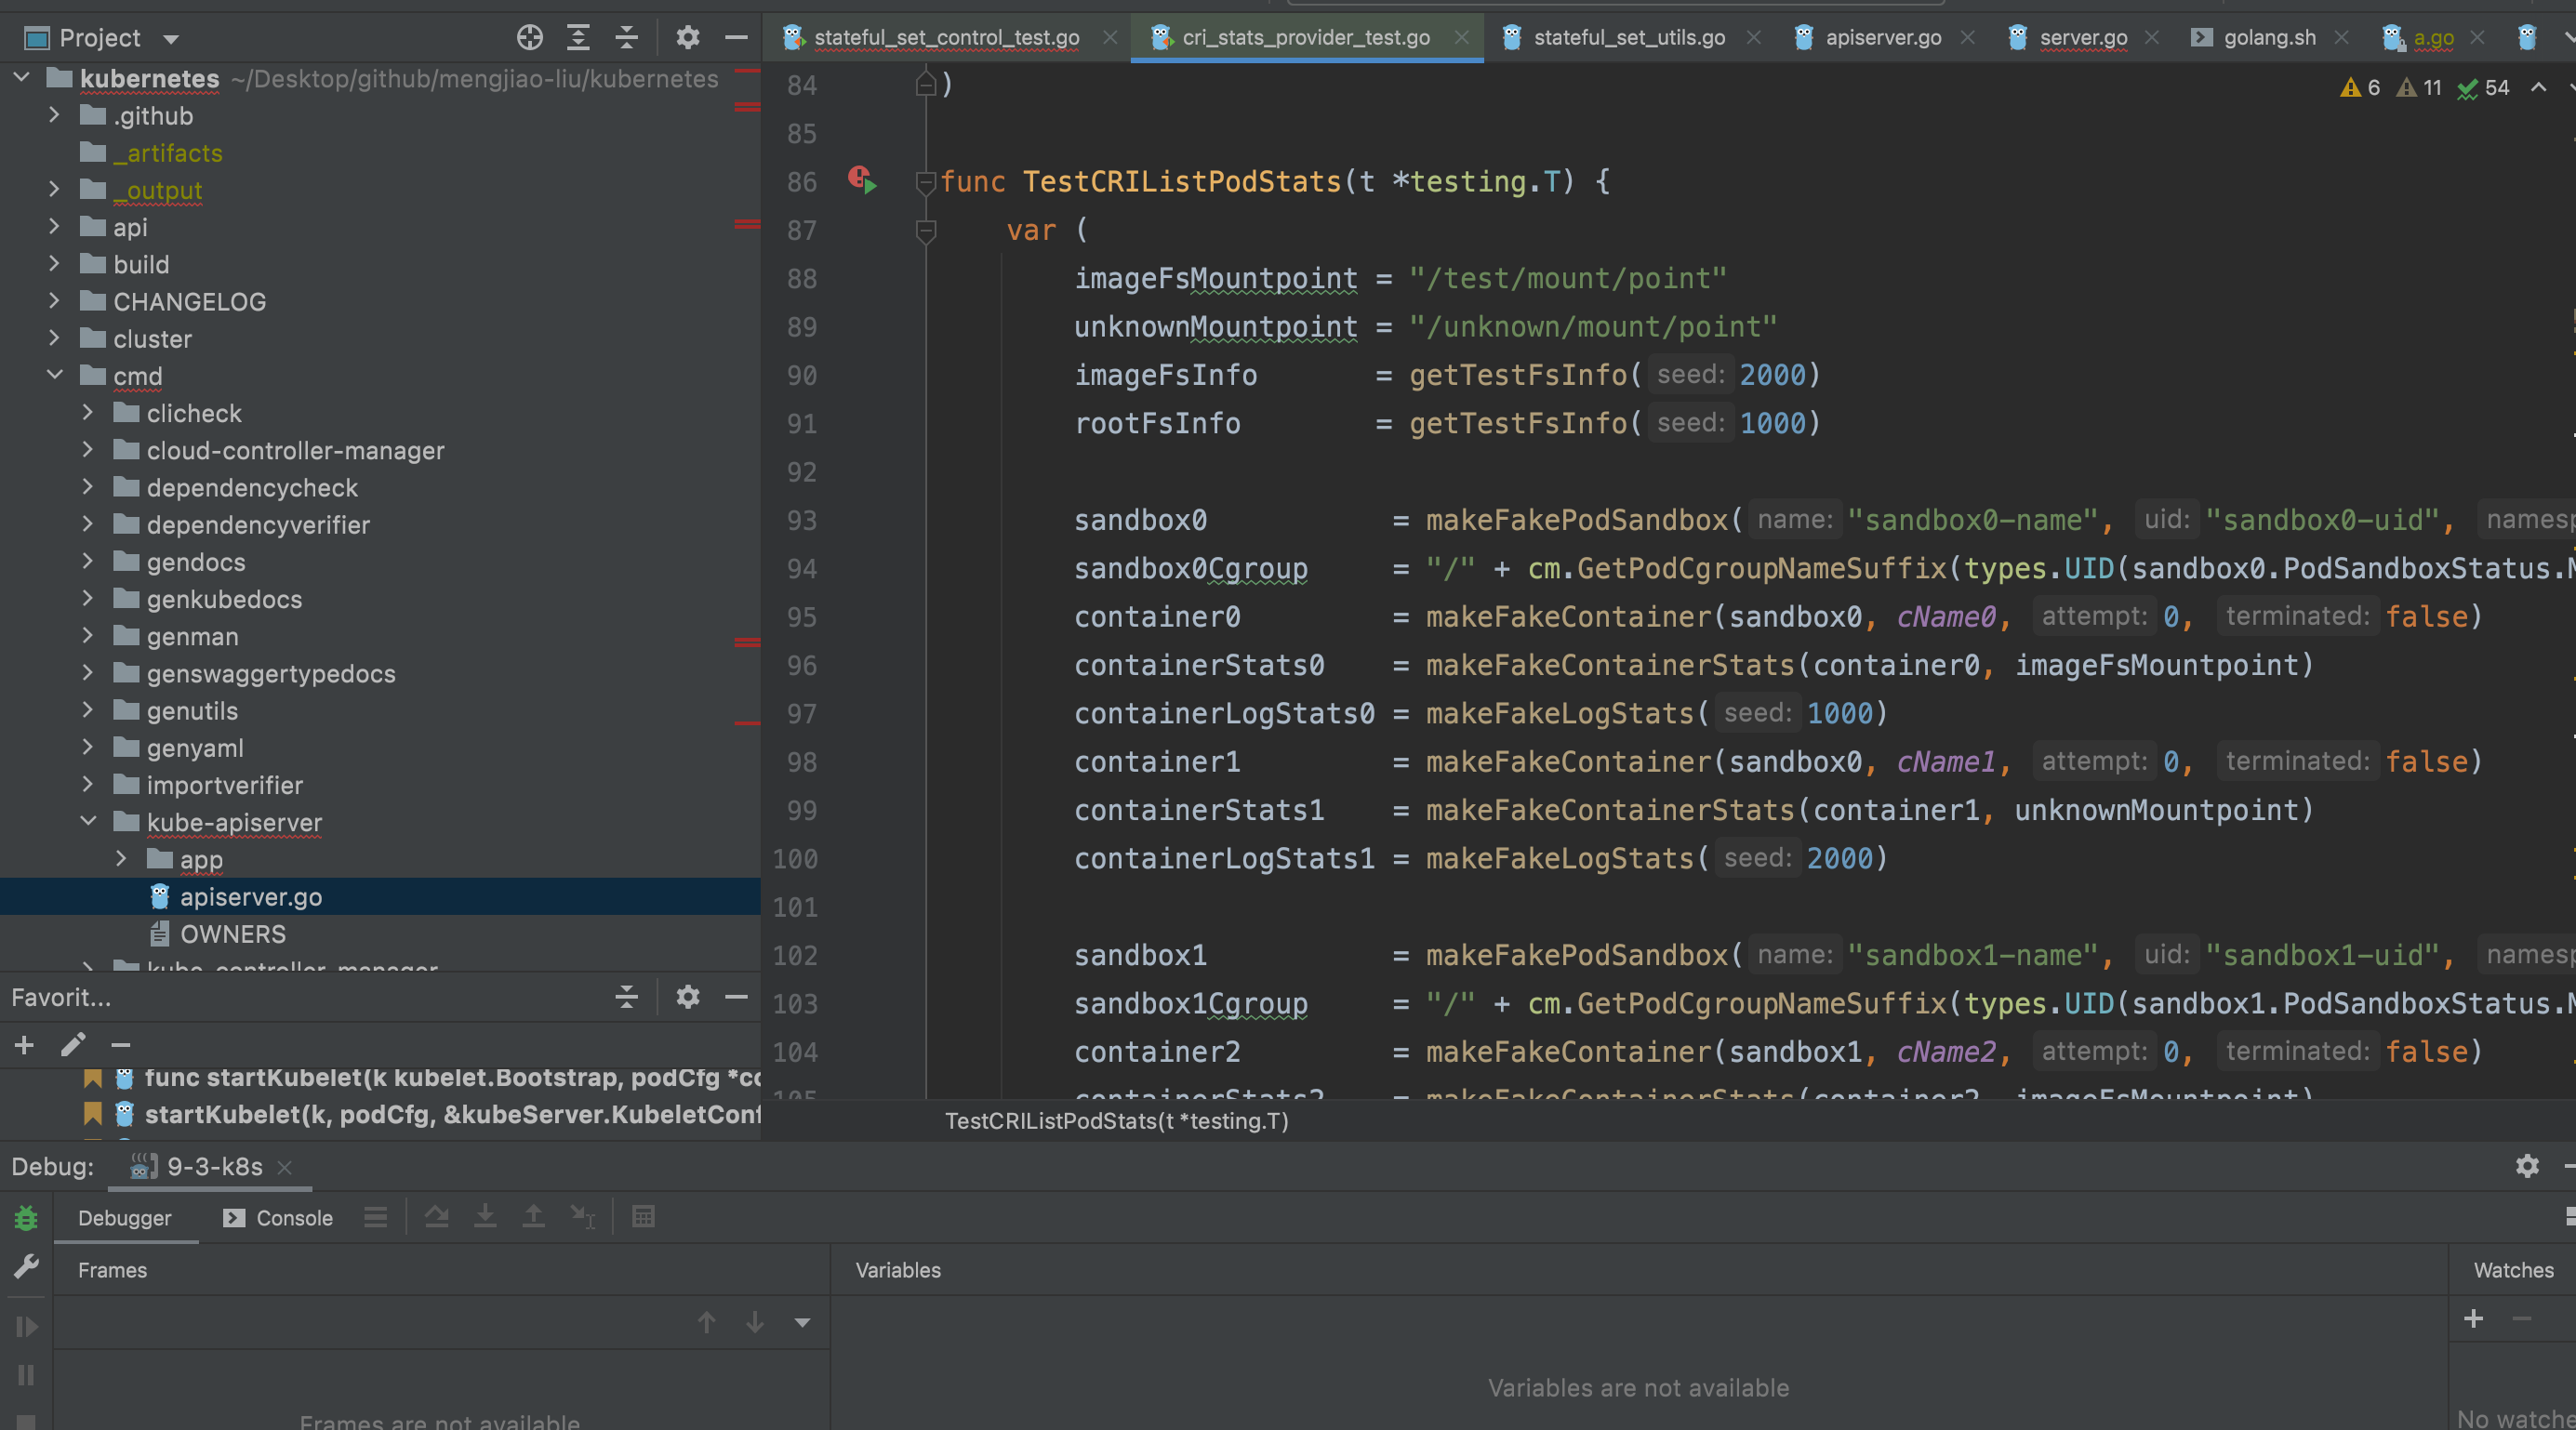 Project
stateful_set_control_test.go
cri_stats_provider_test.go
stateful_set_utils.go
apiserver.go
server.go
golang.sh
a.go
kubernetes ~/Desktop/github/mengjiao-liu/kubernetes
.github
_artifacts
_output
api
build
CHANGELOG
cluster
cmd
clicheck
cloud-controller-manager
dependencycheck
dependencyverifier
gendocs
genkubedocs
genman
genswaggertypedocs
genutils
genyaml
importverifier
kube-apiserver
app
apiserver.go
OWNERS
kube-controller-manager
6 11 54
84 )
85
86 func TestCRIListPodStats(t *testing.T) {
87 var (
88 imageFsMountpoint = "/test/mount/point"
89 unknownMountpoint = "/unknown/mount/point"
90 imageFsInfo = getTestFsInfo( seed: 2000)
91 rootFsInfo = getTestFsInfo( seed: 1000)
92
93 sandbox0 = makeFakePodSandbox( name: "sandbox0-name", uid: "sandbox0-uid", namesp
94 sandbox0Cgroup = "/" + cm.GetPodCgroupNameSuffix(types.UID(sandbox0.PodSandboxStatus.M
95 container0 = makeFakeContainer(sandbox0, cName0, attempt: 0, terminated: false)
96 containerStats0 = makeFakeContainerStats(container0, imageFsMountpoint)
97 containerLogStats0 = makeFakeLogStats( seed: 1000)
98 container1 = makeFakeContainer(sandbox0, cName1, attempt: 0, terminated: false)
99 containerStats1 = makeFakeContainerStats(container1, unknownMountpoint)
100 containerLogStats1 = makeFakeLogStats( seed: 2000)
101
102 sandbox1 = makeFakePodSandbox( name: "sandbox1-name", uid: "sandbox1-uid", namesp
103 sandbox1Cgroup = "/" + cm.GetPodCgroupNameSuffix(types.UID(sandbox1.PodSandboxStatus.M
104 container2 = makeFakeContainer(sandbox1, cName2, attempt: 0, terminated: false)
105 containerStats2 = makeFakeContainerStats(container2, imageFsMountpoint)
TestCRIListPodStats(t *testing.T)
Favorit...
func startKubelet(k kubelet.Bootstrap, podCfg *co
startKubelet(k, podCfg, &kubeServer.KubeletConf
Debug: 9-3-k8s
Debugger Console
Frames
Variables
Watches
Frames are not available
Variables are not available
No watche